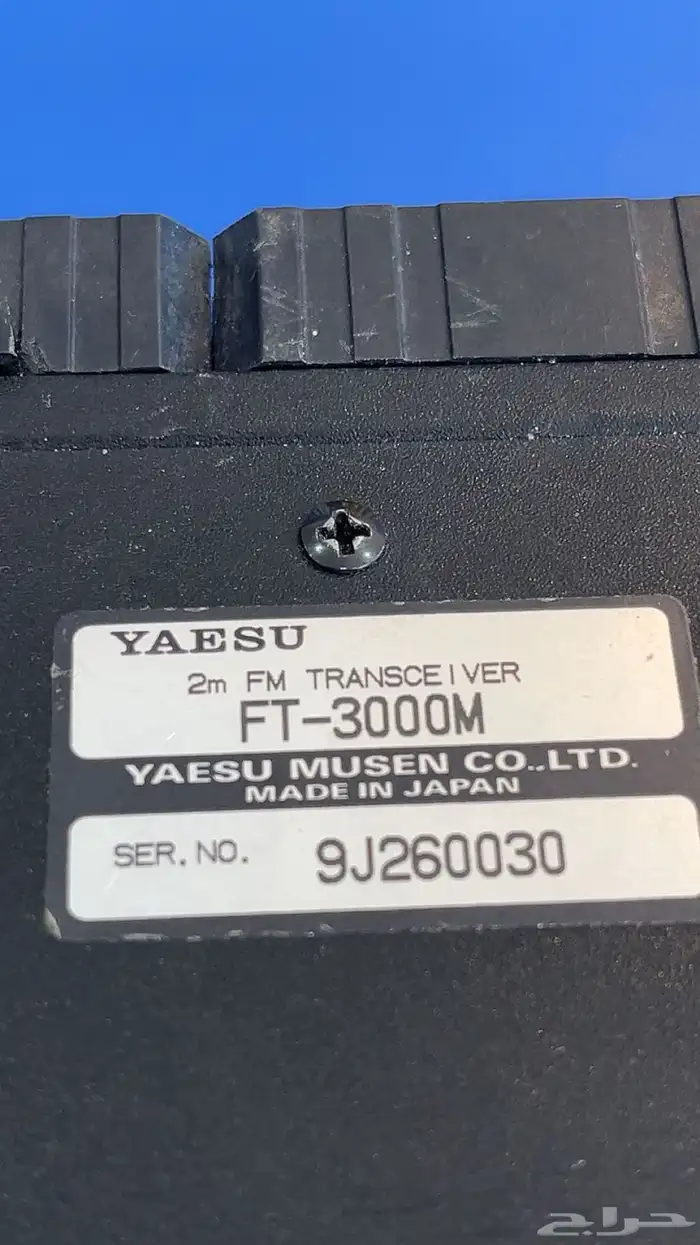 YAESU
2m FM TRANSCEIVER
FT-3000M
YAESU MUSEN CO.,LTD.
MADE IN JAPAN
SER. NO. 9J260030
حراج